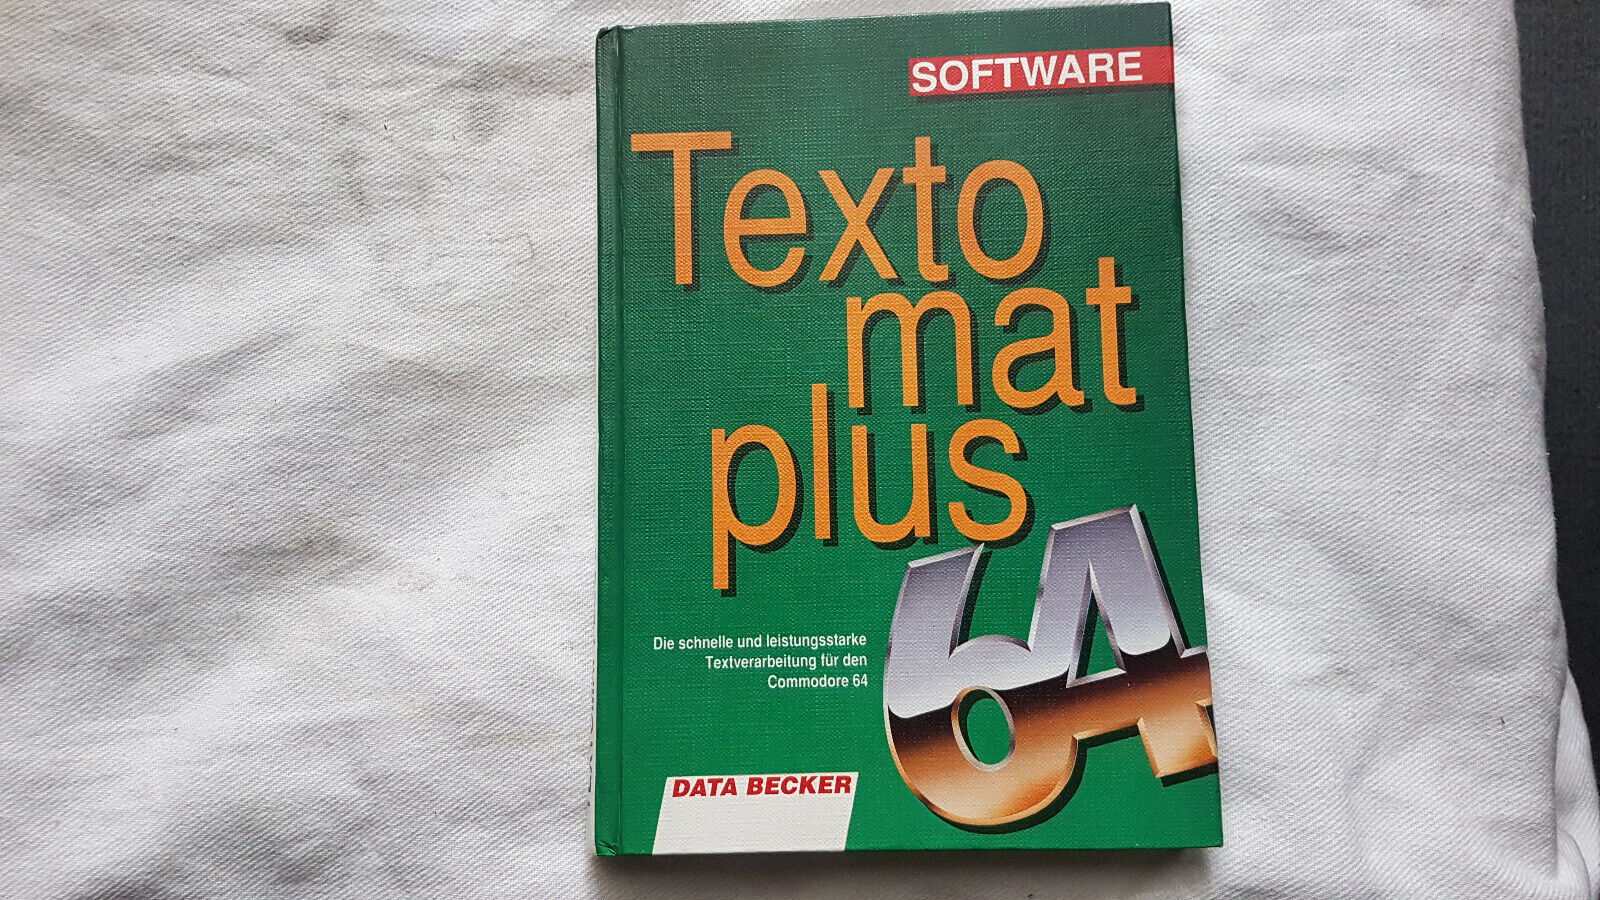 SOFTWARE
Texto
mat
plus
64
Die schnelle und leistungsstarke
Textverarbeitung für den
Commodore 64
DATA BECKER